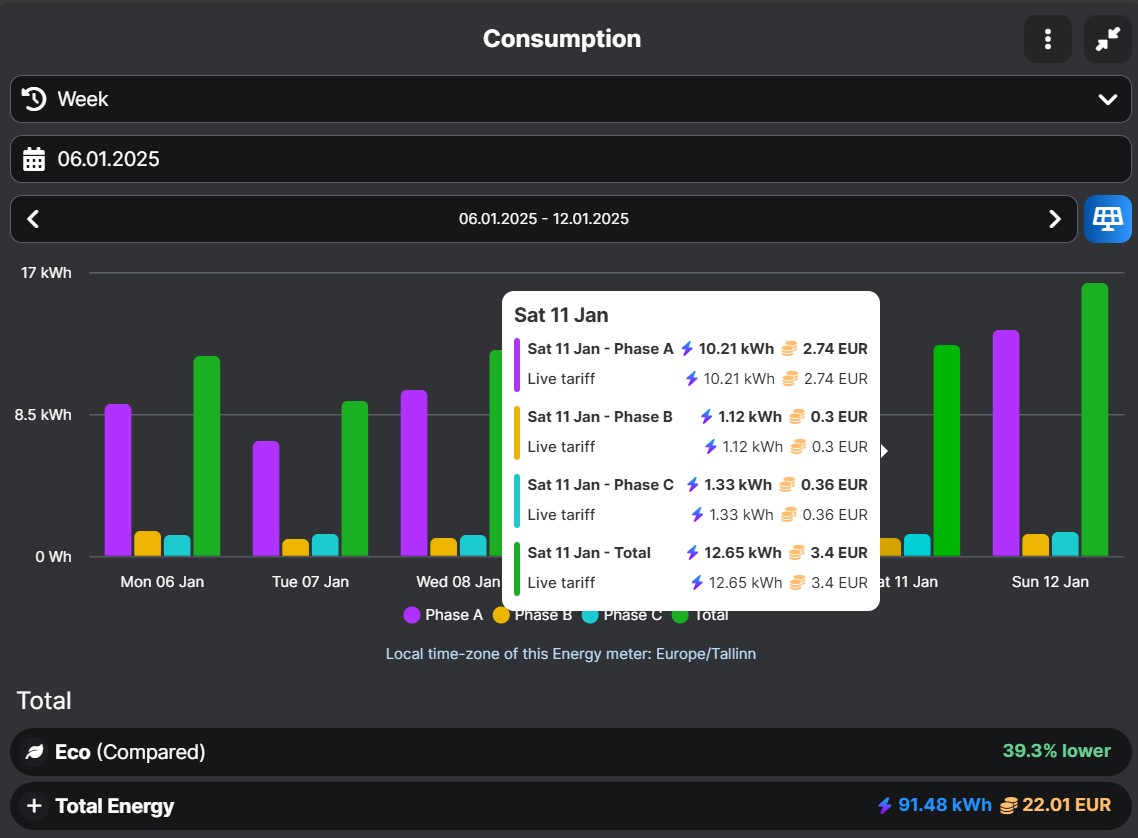 Consumption
Week
06.01.2025
06.01.2025 - 12.01.2025
17 kWh
8.5 kWh
0 Wh
Sat 11 Jan
Sat 11 Jan - Phase A 10.21 kWh 2.74 EUR
Live tariff 10.21 kWh 2.74 EUR
Sat 11 Jan - Phase B 1.12 kWh 0.3 EUR
Live tariff 1.12 kWh 0.3 EUR
Sat 11 Jan - Phase C 1.33 kWh 0.36 EUR
Live tariff 1.33 kWh 0.36 EUR
Sat 11 Jan - Total 12.65 kWh 3.4 EUR
Live tariff 12.65 kWh 3.4 EUR
Mon 06 Jan Tue 07 Jan Wed 08 Jan at 11 Jan Sun 12 Jan
Phase A Phase B Phase C Total
Local time-zone of this Energy meter: Europe/Tallinn
Total
Eco (Compared) 39.3% lower
Total Energy 91.48 kWh 22.01 EUR